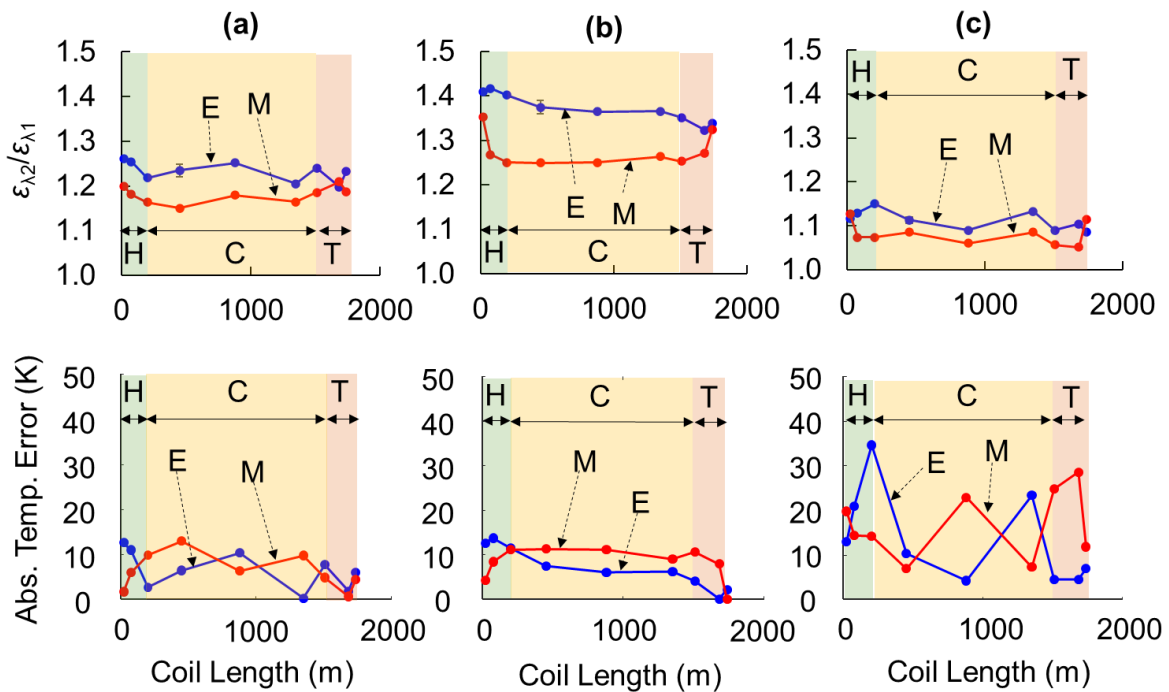 (a) (b) (c)
1.5 1.5 1.5
H C T
1.4 1.4 1.4
E M
1.3 1.3 1.3
E M
1.2 1.2 1.2
E M
1.1 1.1 1.1
H C T H C T
1.0 1.0 1.0
ελ2/ελ1
0 1000 2000 0 1000 2000 0 1000 2000
50 50 50
H C T H C T H C T
40 40 40
E M M E E M
30 30 30
20 20 20
10 10 10
0 0 0
Abs. Temp. Error (K)
0 1000 2000 0 1000 2000 0 1000 2000
Coil Length (m) Coil Length (m) Coil Length (m)